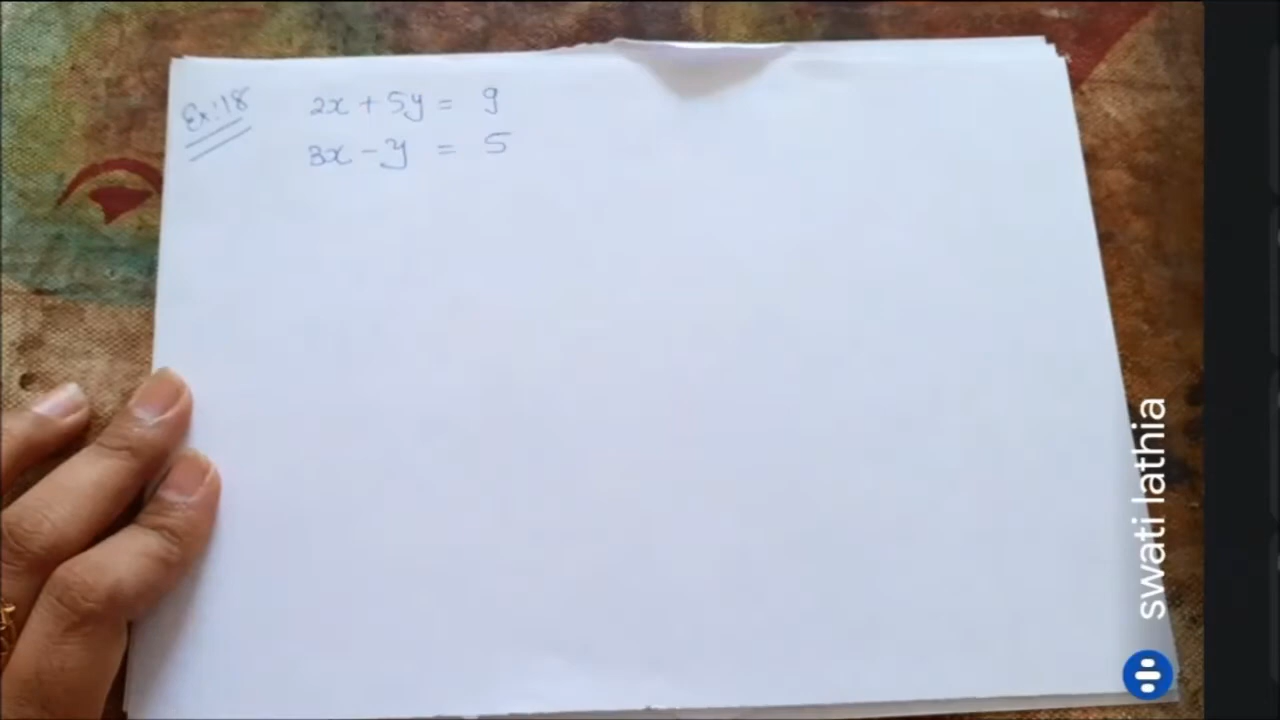 Ex:18
2x + 5y = 9
3x - y = 5
swati lathia